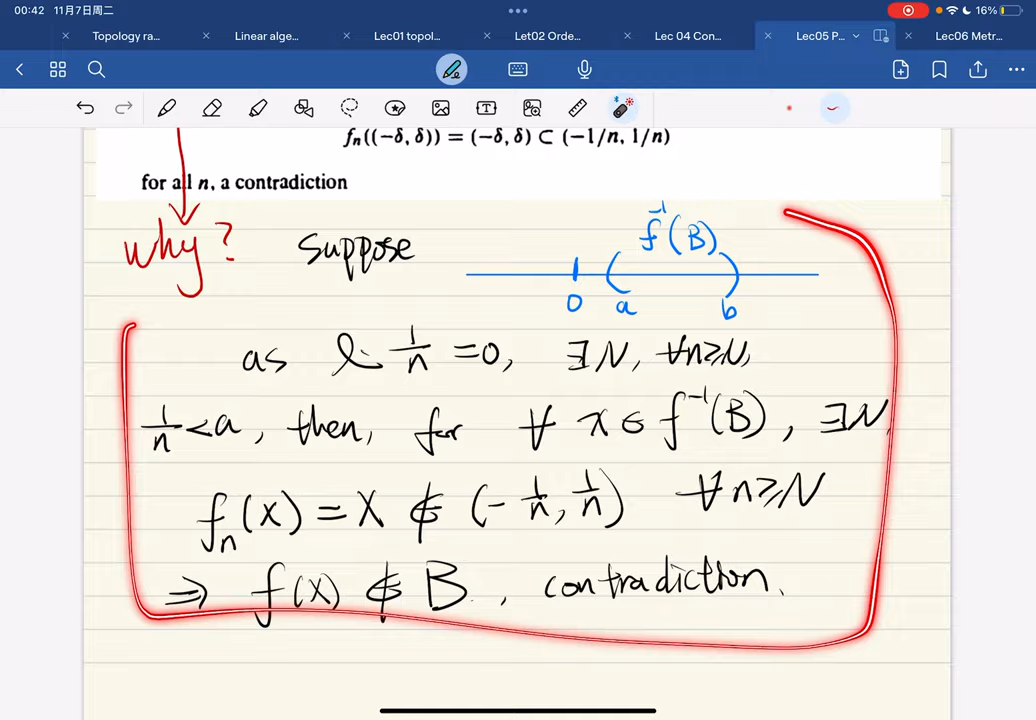 00:42 11月7日周二
16%
Topology ra...
Linear alge...
Lec01 topol...
Let02 Orde...
Lec 04 Con...
Lec05 P...
Lec06 Metr...
fₙ((−δ, δ)) = (−δ, δ) ⊂ (−1/n, 1/n)
for all n, a contradiction
why? suppose
f⁻¹(B)
0 a b
as li 1/n = 0, ∃N, ∀n≥N,
1/n < a, then, for ∀ x ∈ f⁻¹(B), ∃N,
fₙ(x) = x ∉ (−1/n, 1/n) ∀n≥N
⇒ f(x) ∉ B, contradiction.